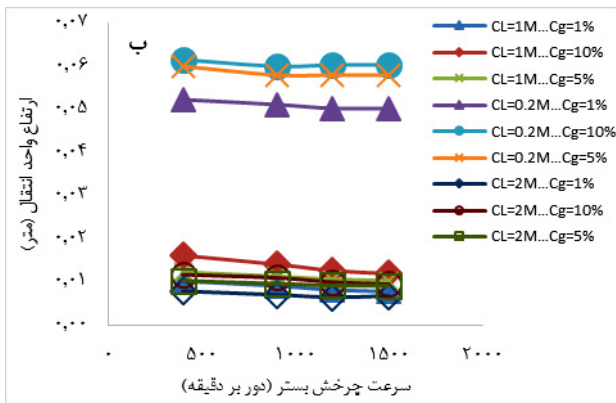 ب
ارتفاع واحد انتقال (متر)
۰,۰۷
۰,۰۶
۰,۰۵
۰,۰۴
۰,۰۳
۰,۰۲
۰,۰۱
۰,۰۰
۰
۵۰۰
۱۰۰۰
۱۵۰۰
۲۰۰۰
سرعت چرخش بستر (دور بر دقیقه)
CL=1M...Cg=1%
CL=1M...Cg=10%
CL=1M...Cg=5%
CL=0.2M...Cg=1%
CL=0.2M...Cg=10%
CL=0.2M...Cg=5%
CL=2M...Cg=1%
CL=2M...Cg=10%
CL=2M...Cg=5%